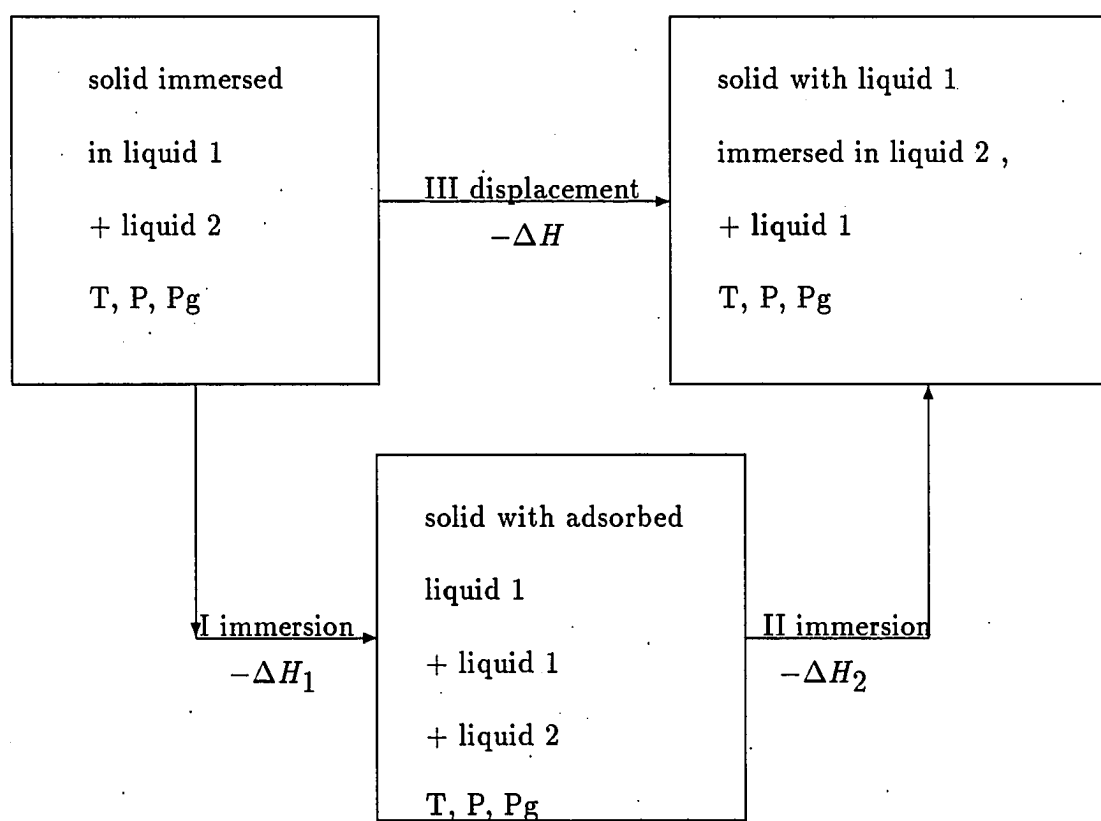 solid immersed
in liquid 1
+ liquid 2
T, P, Pg
III displacement
−ΔH
solid with liquid 1
immersed in liquid 2 ,
+ liquid 1
T, P, Pg
I immersion
−ΔH₁
solid with adsorbed
liquid 1
+ liquid 1
+ liquid 2
T, P, Pg
II immersion
−ΔH₂